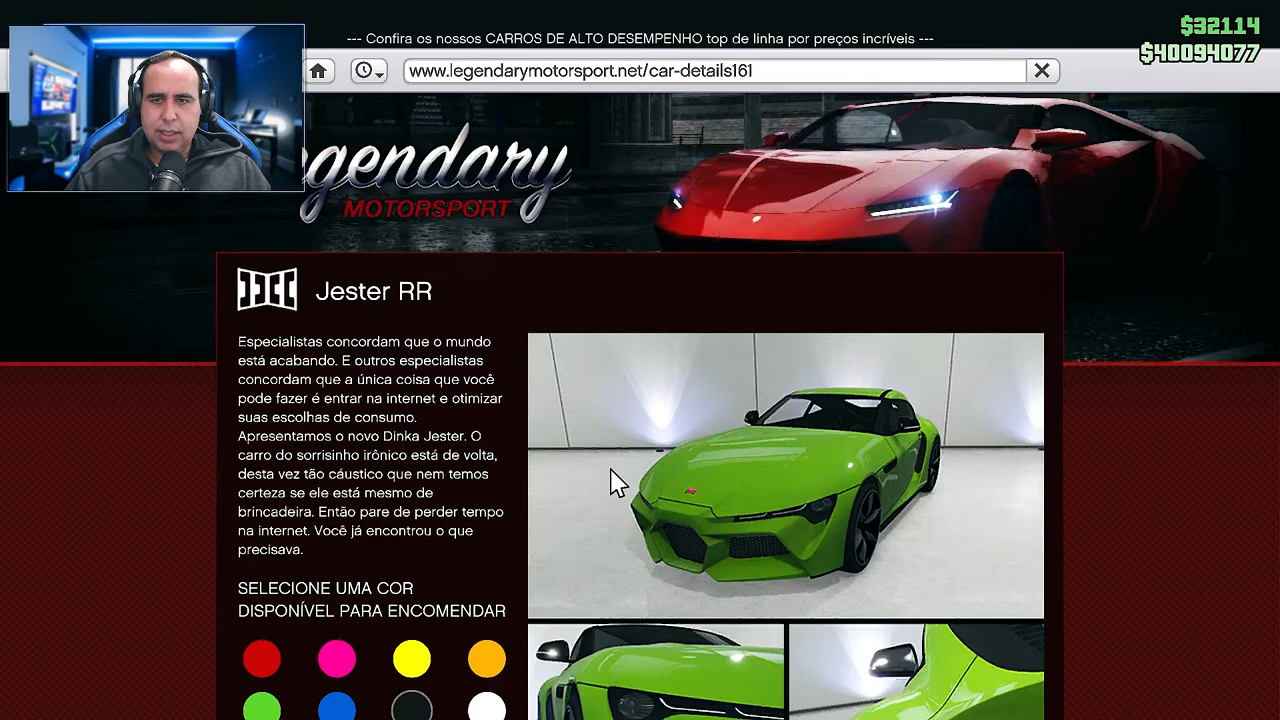 --- Confira os nossos CARROS DE ALTO DESEMPENHO top de linha por preços incríveis ---
$32114
$40094077
www.legendarymotorsport.net/car-details161
egendary
MOTORSPORT
Jester RR
Especialistas concordam que o mundo
está acabando. E outros especialistas
concordam que a única coisa que você
pode fazer é entrar na internet e otimizar
suas escolhas de consumo.
Apresentamos o novo Dinka Jester. O
carro do sorrisinho irônico está de volta,
desta vez tão cáustico que nem temos
certeza se ele está mesmo de
brincadeira. Então pare de perder tempo
na internet. Você já encontrou o que
precisava.
SELECIONE UMA COR
DISPONÍVEL PARA ENCOMENDAR